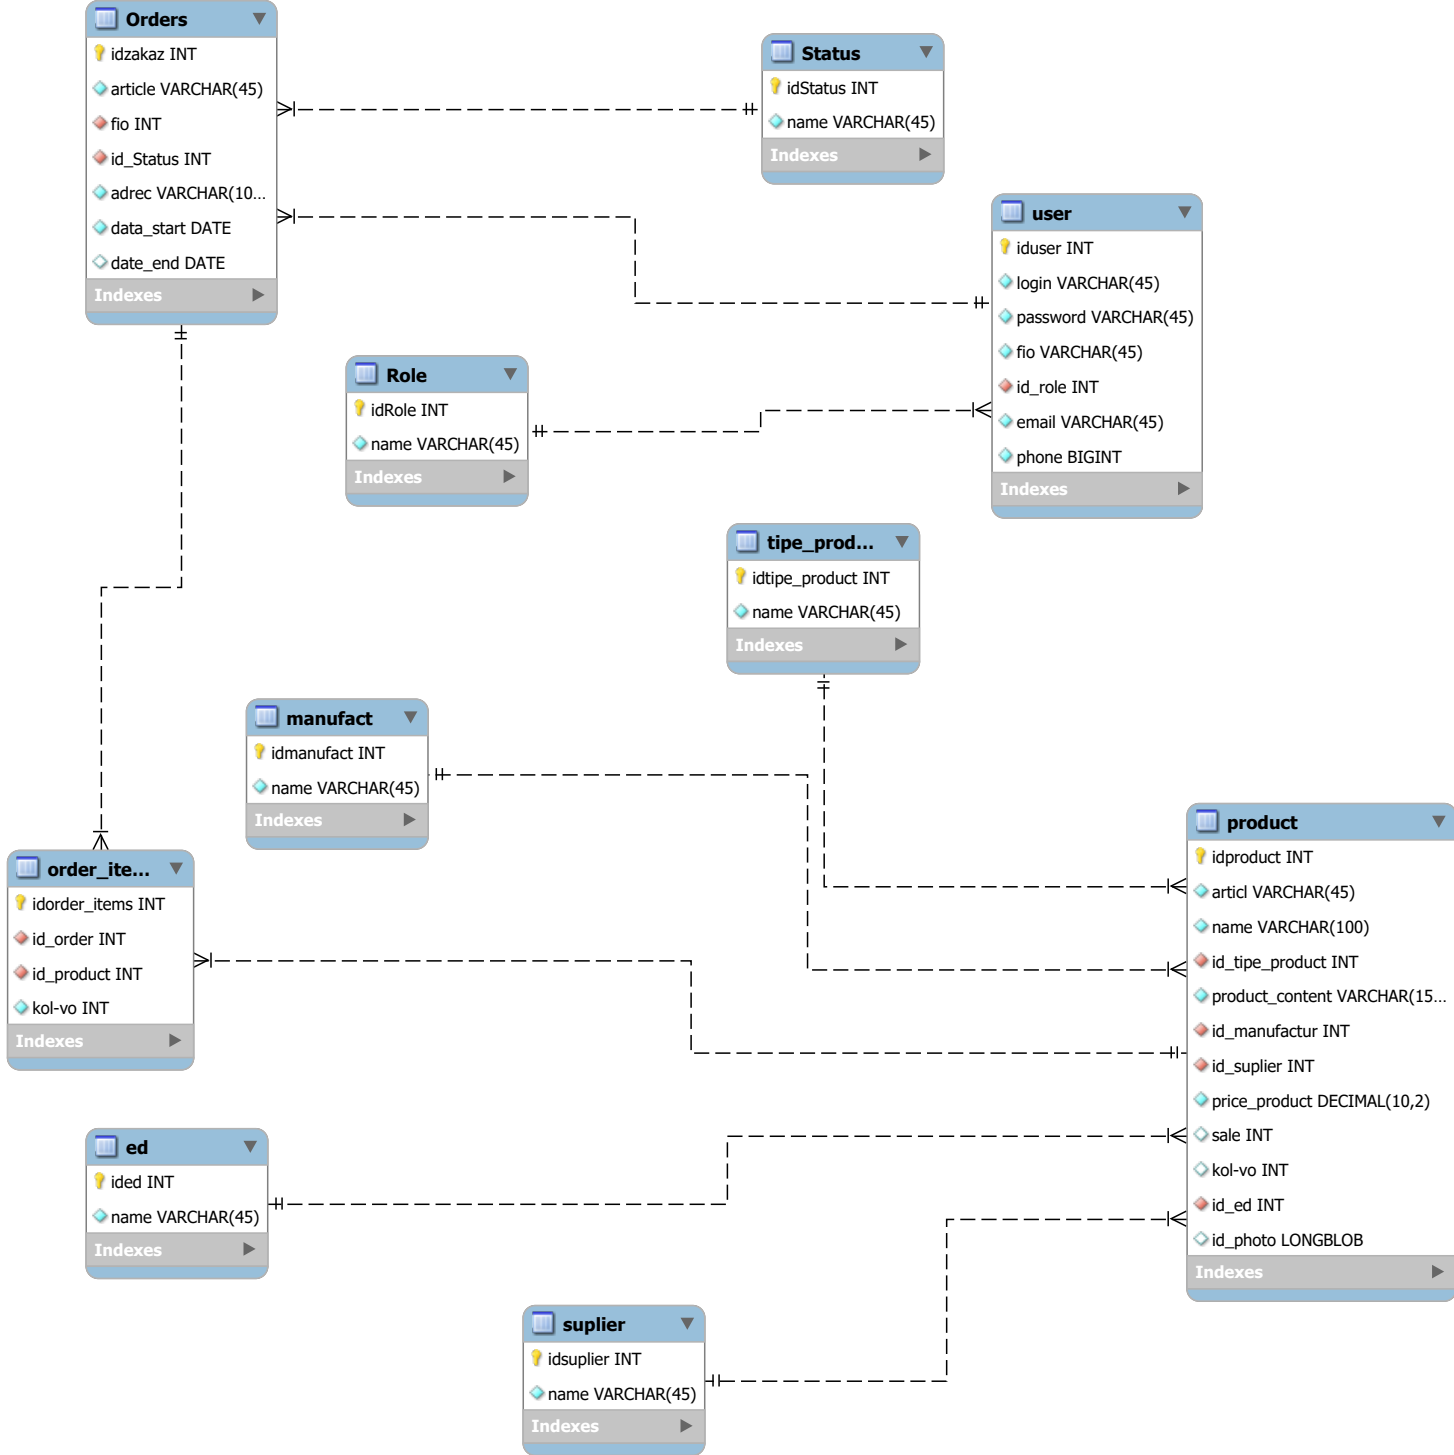 Orders
idzakaz INT
article VARCHAR(45)
fio INT
id_Status INT
adrec VARCHAR(10...
data_start DATE
date_end DATE
Indexes
Status
idStatus INT
name VARCHAR(45)
Indexes
user
iduser INT
login VARCHAR(45)
password VARCHAR(45)
fio VARCHAR(45)
id_role INT
email VARCHAR(45)
phone BIGINT
Indexes
Role
idRole INT
name VARCHAR(45)
Indexes
tipe_prod...
idtipe_product INT
name VARCHAR(45)
Indexes
manufact
idmanufact INT
name VARCHAR(45)
Indexes
product
idproduct INT
articl VARCHAR(45)
name VARCHAR(100)
id_tipe_product INT
product_content VARCHAR(15...
id_manufactur INT
id_suplier INT
price_product DECIMAL(10,2)
sale INT
kol-vo INT
id_ed INT
id_photo LONGBLOB
Indexes
order_ite...
idorder_items INT
id_order INT
id_product INT
kol-vo INT
Indexes
ed
ided INT
name VARCHAR(45)
Indexes
suplier
idsuplier INT
name VARCHAR(45)
Indexes